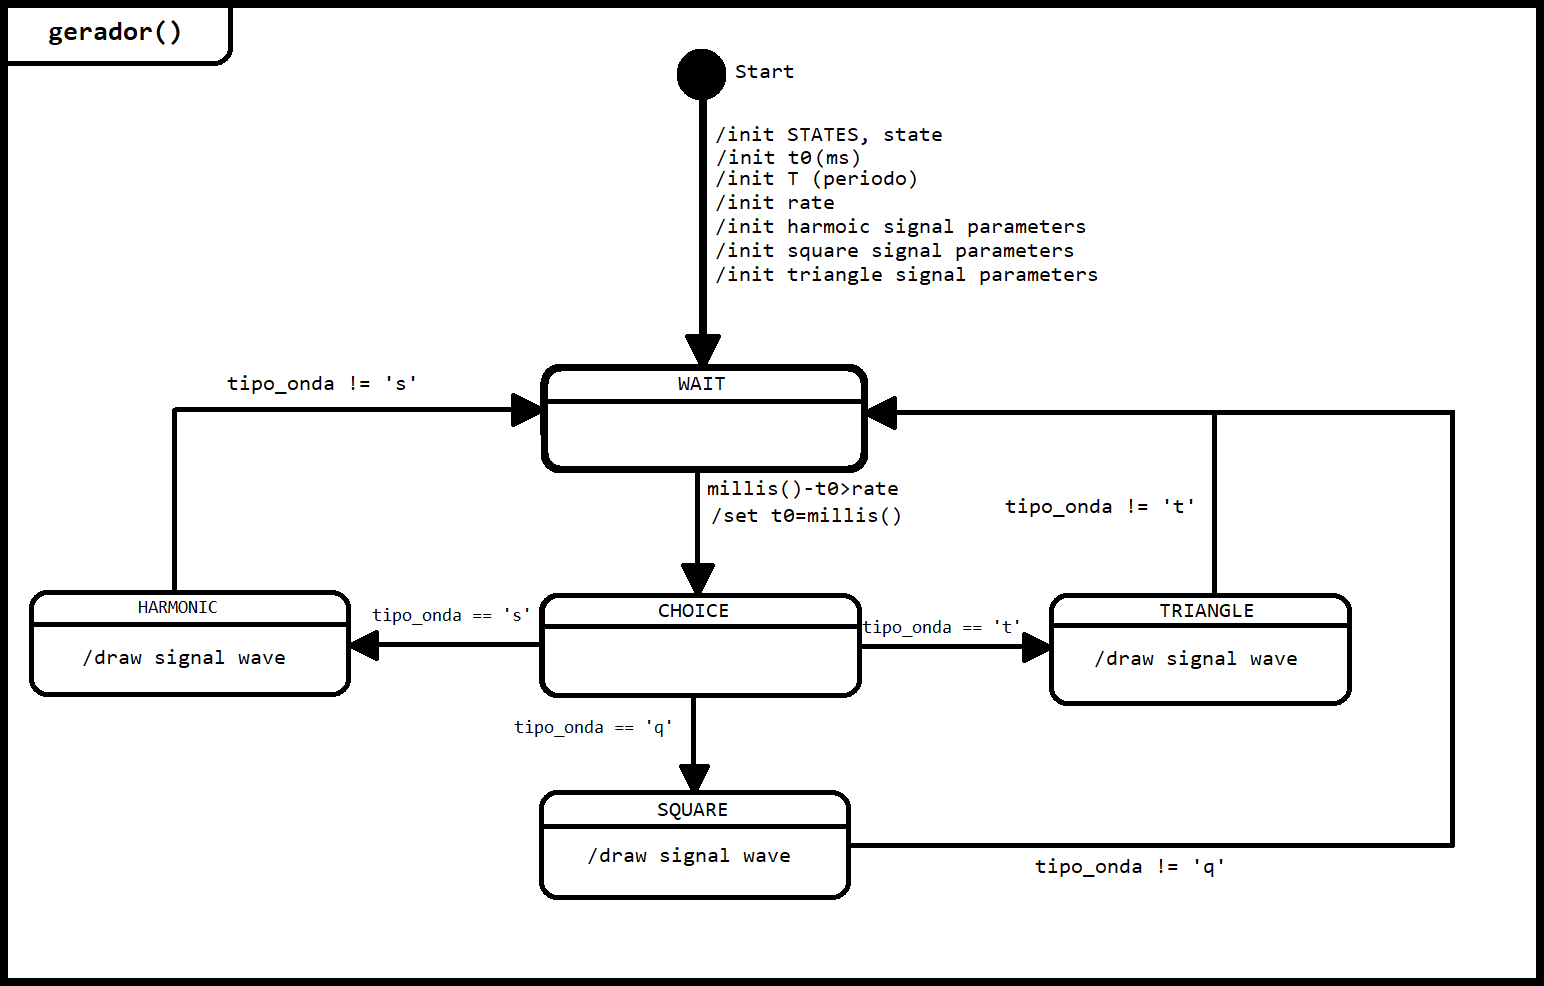 gerador()
Start
/init STATES, state
/init t0(ms)
/init T (periodo)
/init rate
/init harmoic signal parameters
/init square signal parameters
/init triangle signal parameters
tipo_onda != 's'
WAIT
millis()-t0>rate
/set t0=millis()
tipo_onda != 't'
HARMONIC
/draw signal wave
tipo_onda == 's'
CHOICE
tipo_onda == 't'
TRIANGLE
/draw signal wave
tipo_onda == 'q'
SQUARE
/draw signal wave
tipo_onda != 'q'